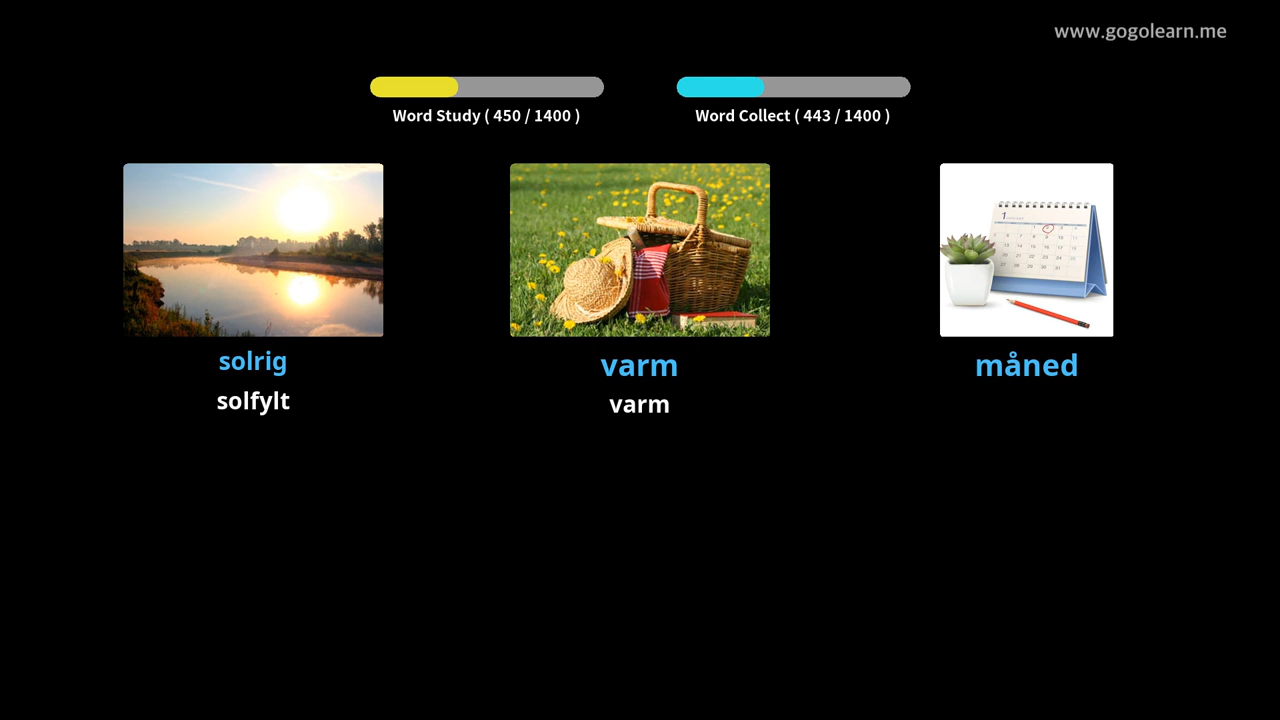 www.gogolearn.me
Word Study ( 450 / 1400 )
Word Collect ( 443 / 1400 )
solrig
solfylt
varm
varm
måned